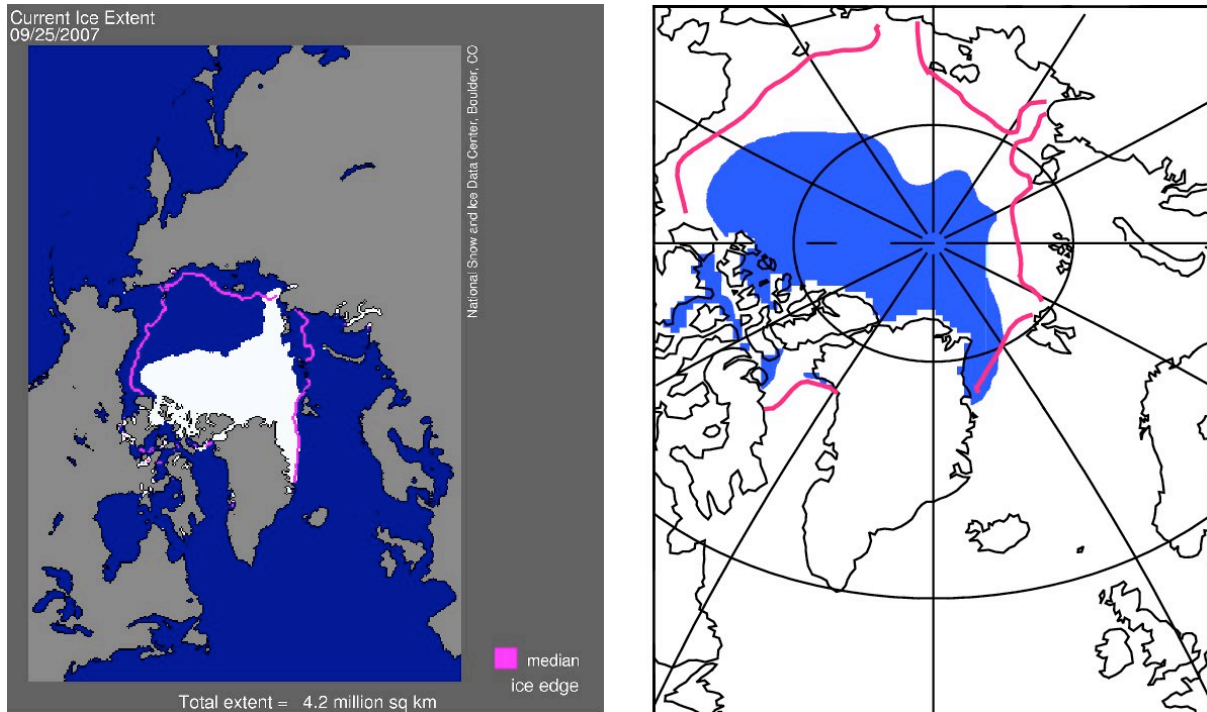 Current Ice Extent
09/25/2007
National Snow and Ice Data Center, Boulder, CO
median
ice edge
Total extent = 4.2 million sq km